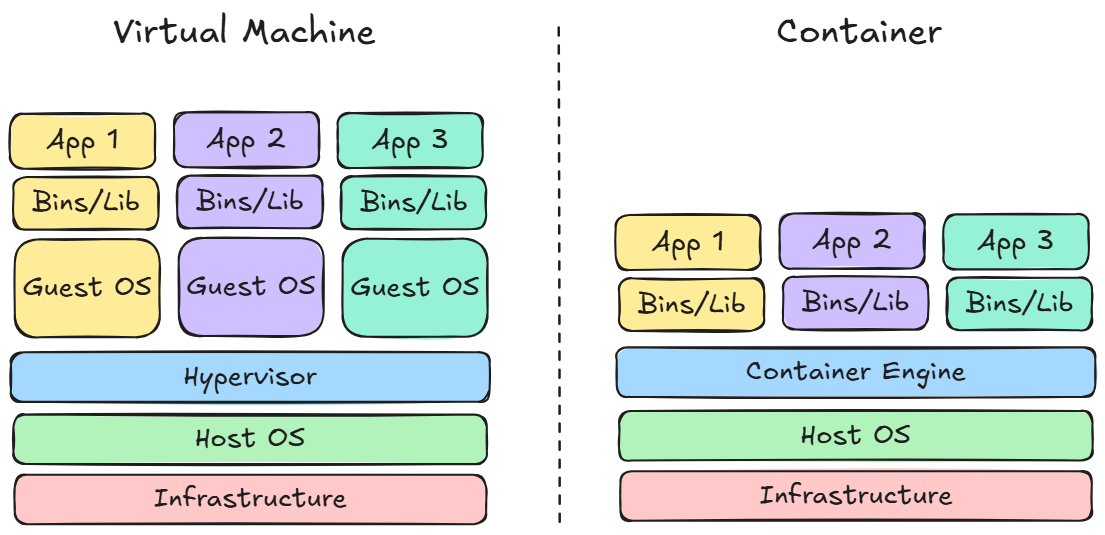 Virtual Machine
Container
App 1
App 2
App 3
Bins/Lib
Bins/Lib
Bins/Lib
Guest OS
Guest OS
Guest OS
Hypervisor
Host OS
Infrastructure
App 1
App 2
App 3
Bins/Lib
Bins/Lib
Bins/Lib
Container Engine
Host OS
Infrastructure